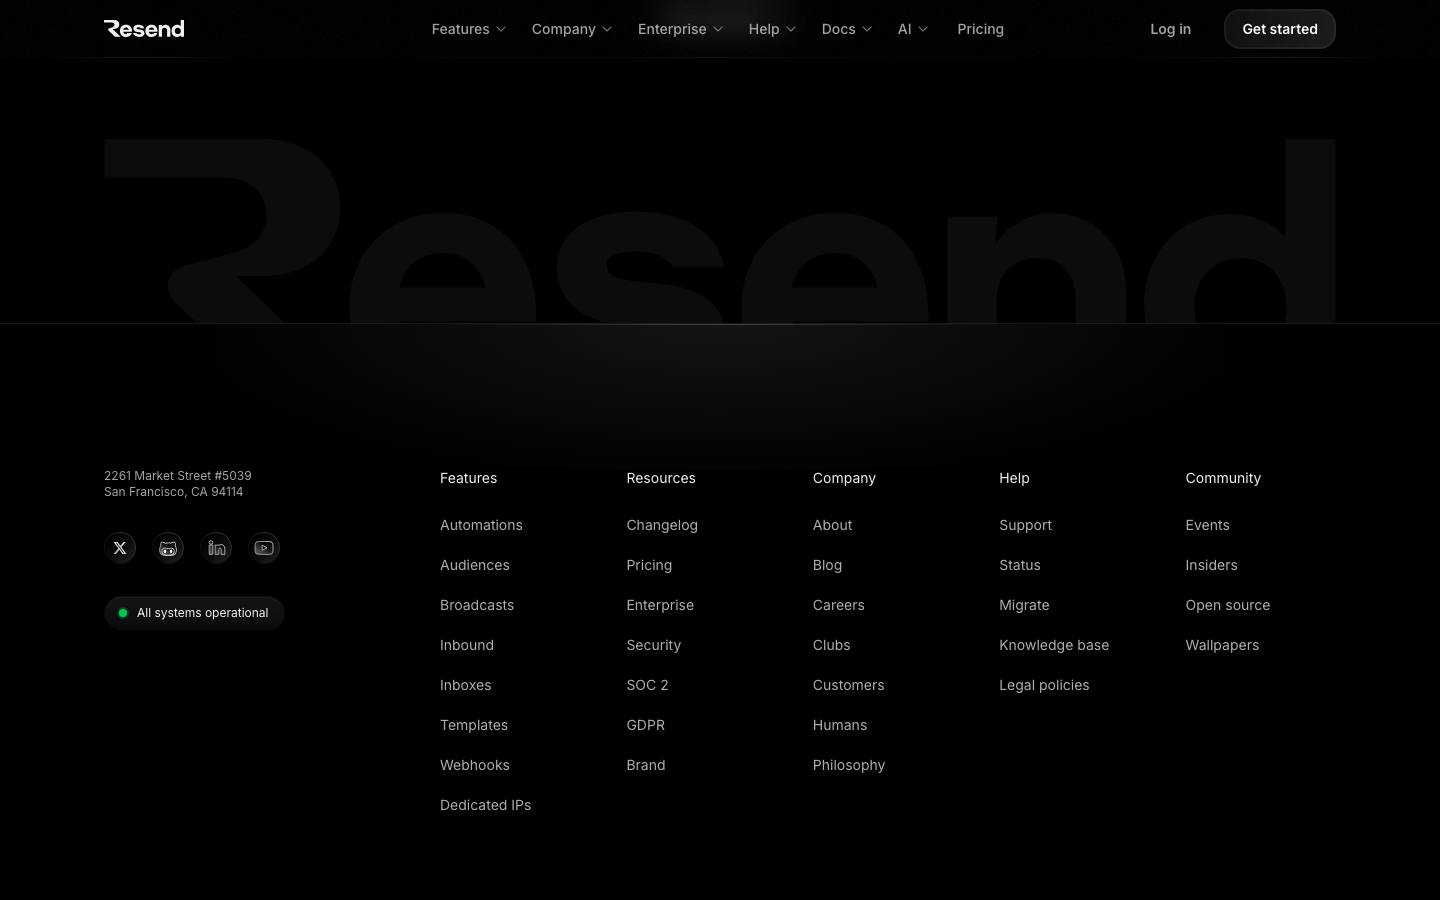 Resend
Features
Company
Enterprise
Help
Docs
AI
Pricing
Log in
Get started
Resend
2261 Market Street #5039
San Francisco, CA 94114
All systems operational
Features
Automations
Audiences
Broadcasts
Inbound
Inboxes
Templates
Webhooks
Dedicated IPs
Resources
Changelog
Pricing
Enterprise
Security
SOC 2
GDPR
Brand
Company
About
Blog
Careers
Clubs
Customers
Humans
Philosophy
Help
Support
Status
Migrate
Knowledge base
Legal policies
Community
Events
Insiders
Open source
Wallpapers